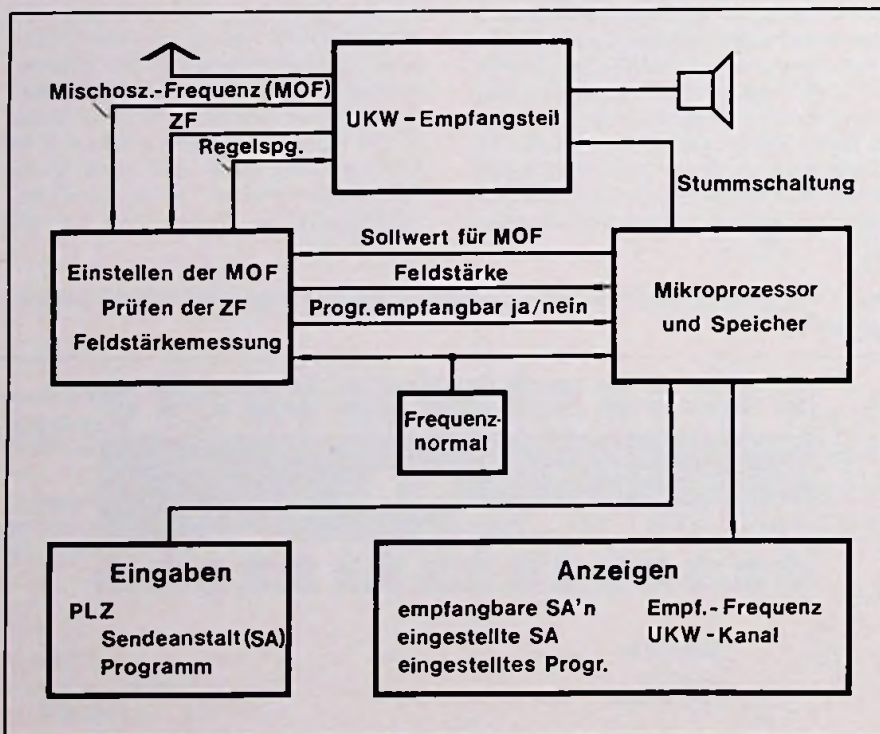 Mischosz.-Frequenz (MOF)
ZF
Regelspg.
UKW-Empfangsteil
Stummschaltung
Einstellen der MOF
Prüfen der ZF
Feldstärkemessung
Sollwert für MOF
Feldstärke
Progr. empfangbar ja/nein
Mikroprozessor
und Speicher
Frequenz-
normal
Eingaben
PLZ
Sendeanstalt (SA)
Programm
Anzeigen
empfangbare SA'n
eingestellte SA
eingestelltes Progr.
Empf.-Frequenz
UKW-Kanal